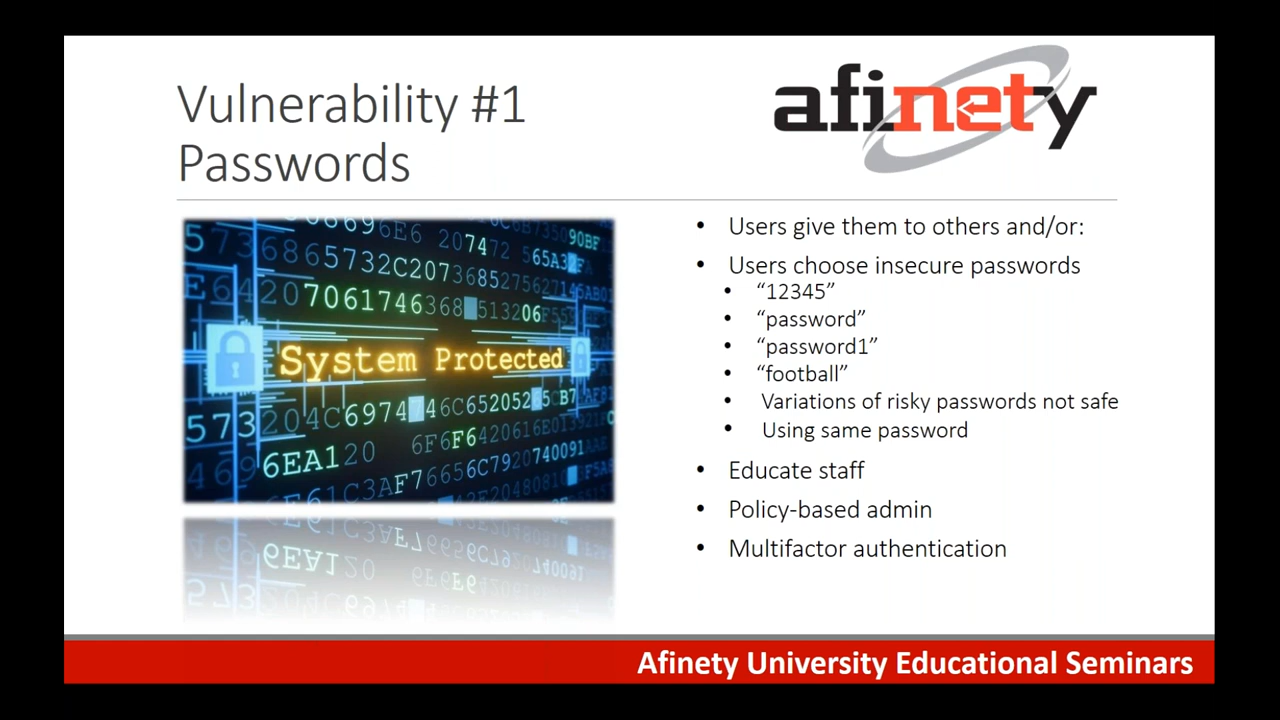 Vulnerability #1
Passwords
afinety
System Protected
• Users give them to others and/or:
• Users choose insecure passwords
• “12345”
• “password”
• “password1”
• “football”
• Variations of risky passwords not safe
• Using same password
• Educate staff
• Policy-based admin
• Multifactor authentication
Afinety University Educational Seminars